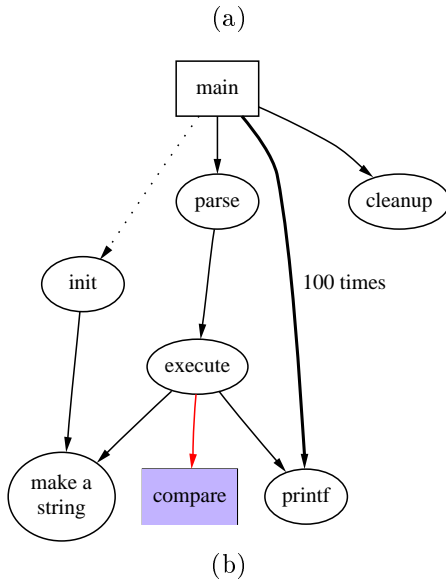 (a)
main
parse
cleanup
init
100 times
execute
make a
string
compare
printf
(b)